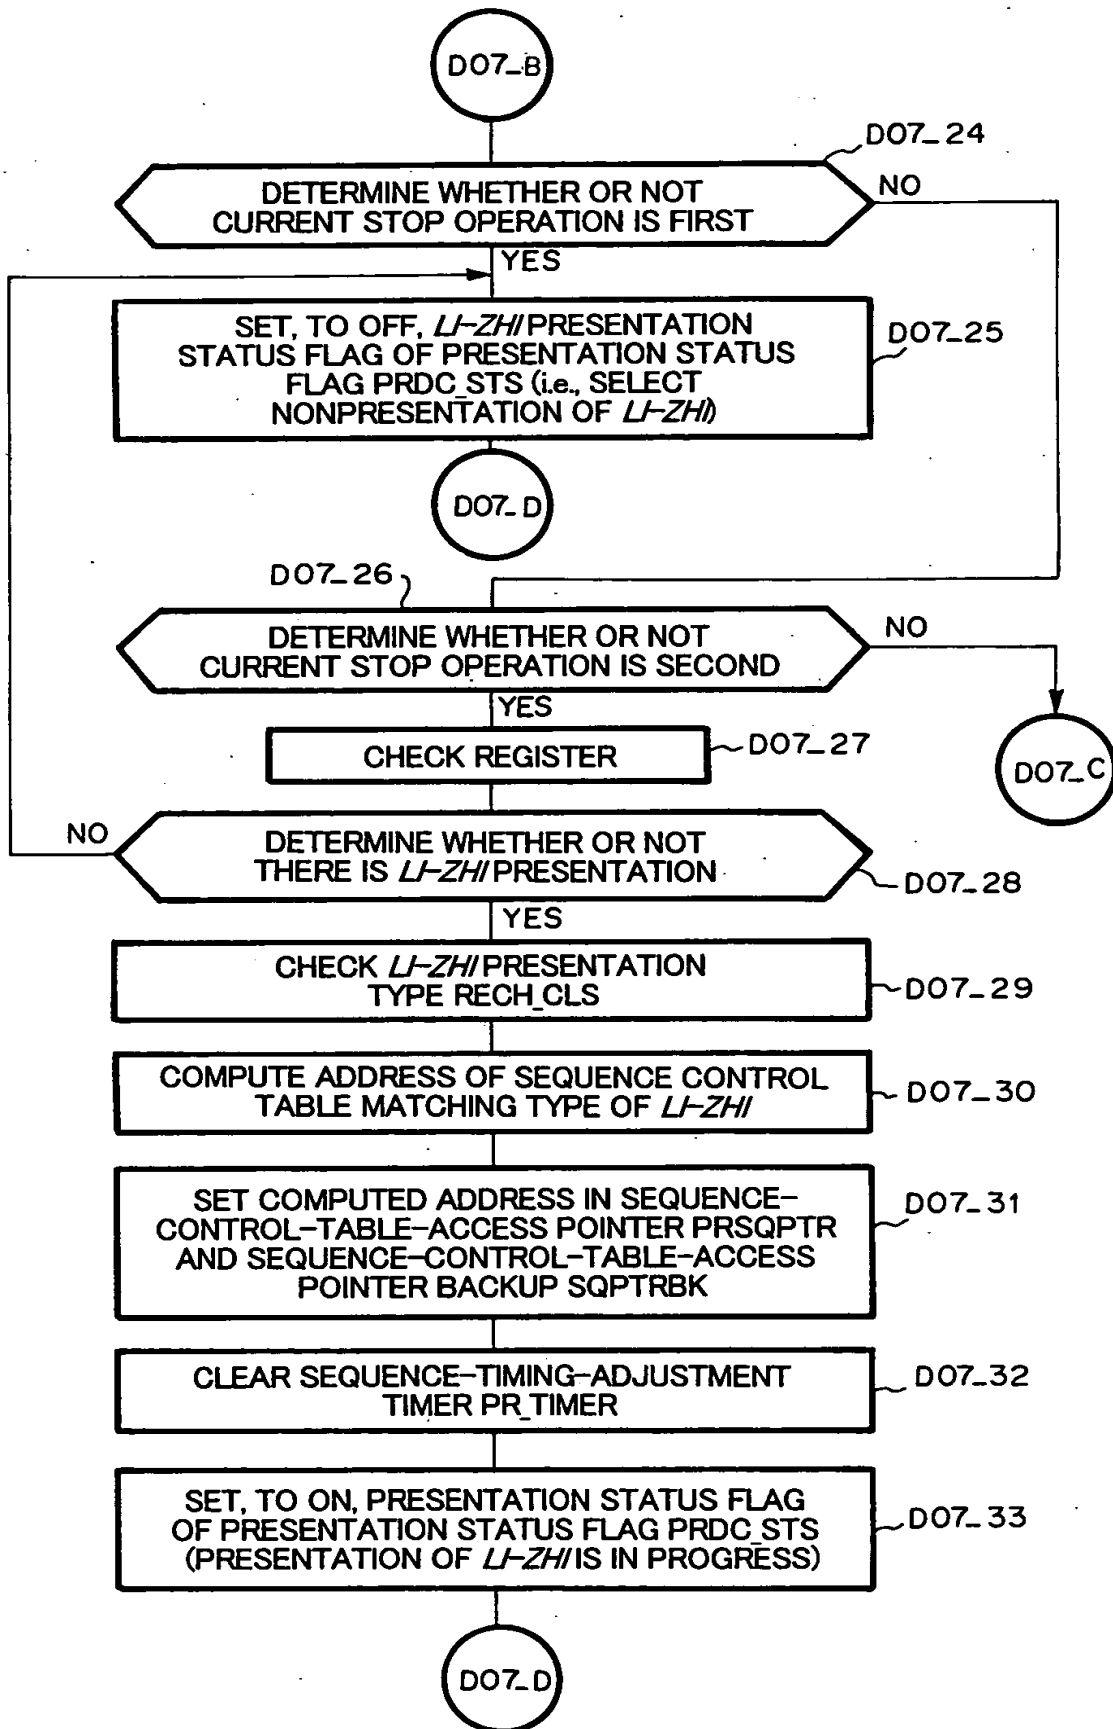 D07_B
D07_24
DETERMINE WHETHER OR NOT
CURRENT STOP OPERATION IS FIRST
NO
YES
SET, TO OFF, LI-ZHI PRESENTATION
STATUS FLAG OF PRESENTATION STATUS
FLAG PRDC_STS (i.e., SELECT
NONPRESENTATION OF LI-ZHI)
D07_25
D07_D
D07_26
DETERMINE WHETHER OR NOT
CURRENT STOP OPERATION IS SECOND
NO
YES
CHECK REGISTER
D07_27
D07_C
NO
DETERMINE WHETHER OR NOT
THERE IS LI-ZHI PRESENTATION
D07_28
YES
CHECK LI-ZHI PRESENTATION
TYPE RECH_CLS
D07_29
COMPUTE ADDRESS OF SEQUENCE CONTROL
TABLE MATCHING TYPE OF LI-ZHI
D07_30
SET COMPUTED ADDRESS IN SEQUENCE-
CONTROL-TABLE-ACCESS POINTER PRSQPTR
AND SEQUENCE-CONTROL-TABLE-ACCESS
POINTER BACKUP SQPTRBK
D07_31
CLEAR SEQUENCE-TIMING-ADJUSTMENT
TIMER PR_TIMER
D07_32
SET, TO ON, PRESENTATION STATUS FLAG
OF PRESENTATION STATUS FLAG PRDC_STS
(PRESENTATION OF LI-ZHI IS IN PROGRESS)
D07_33
D07_D